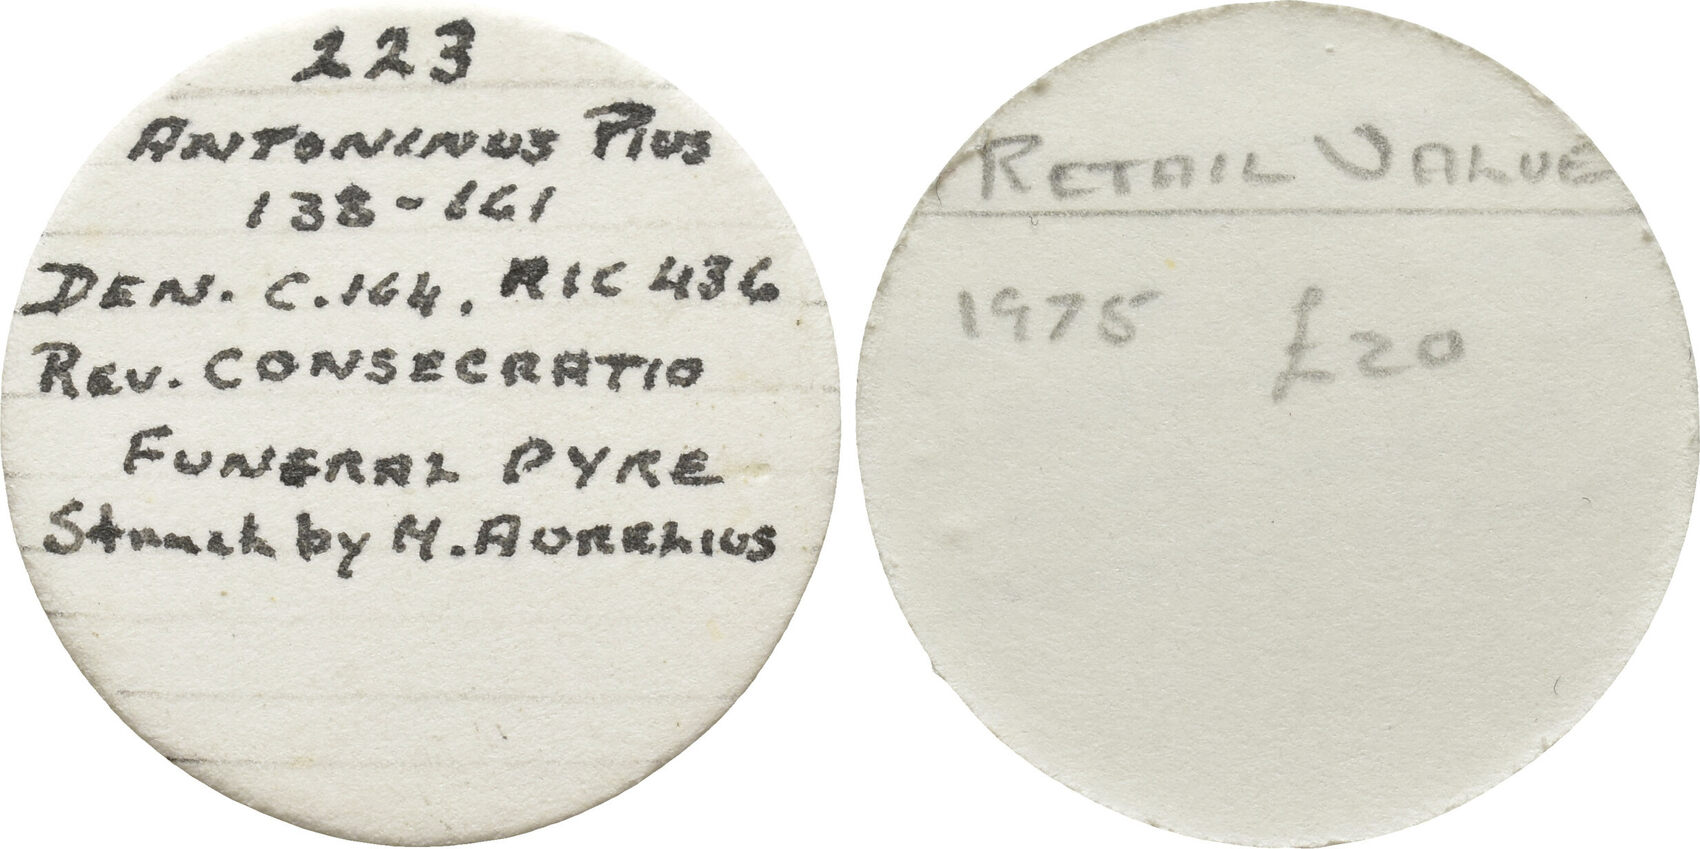 223
ANTONINUS PIUS
138-161
DEN. C.164. RIC 436
REV. CONSECRATIO
FUNERAL PYRE
Struck by M. AURELIUS
RETAIL VALUE
1975 £20